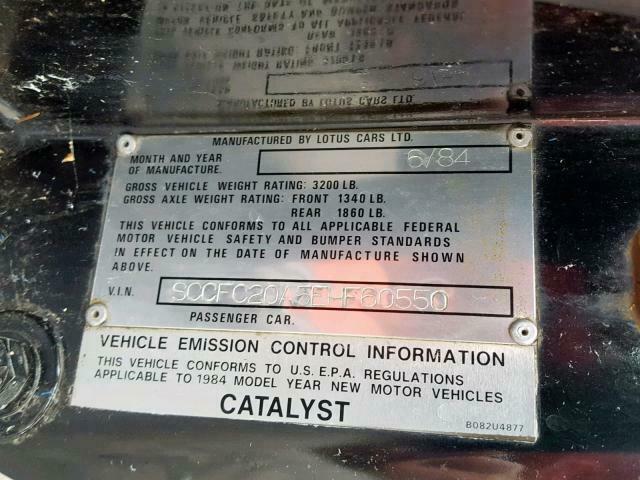 MANUFACTURED BY LOTUS CARS LTD.
MONTH AND YEAR
OF MANUFACTURE. 6/84
GROSS VEHICLE WEIGHT RATING: 3200 LB.
GROSS AXLE WEIGHT RATING: FRONT 1340 LB.
REAR 1860 LB.
THIS VEHICLE CONFORMS TO ALL APPLICABLE FEDERAL
MOTOR VEHICLE SAFETY AND BUMPER STANDARDS
IN EFFECT ON THE DATE OF MANUFACTURE SHOWN
ABOVE.
V.I.N. SCCFC20A5EHF60550
PASSENGER CAR.
VEHICLE EMISSION CONTROL INFORMATION
THIS VEHICLE CONFORMS TO U.S. E.P.A. REGULATIONS
APPLICABLE TO 1984 MODEL YEAR NEW MOTOR VEHICLES
CATALYST
B082U4877